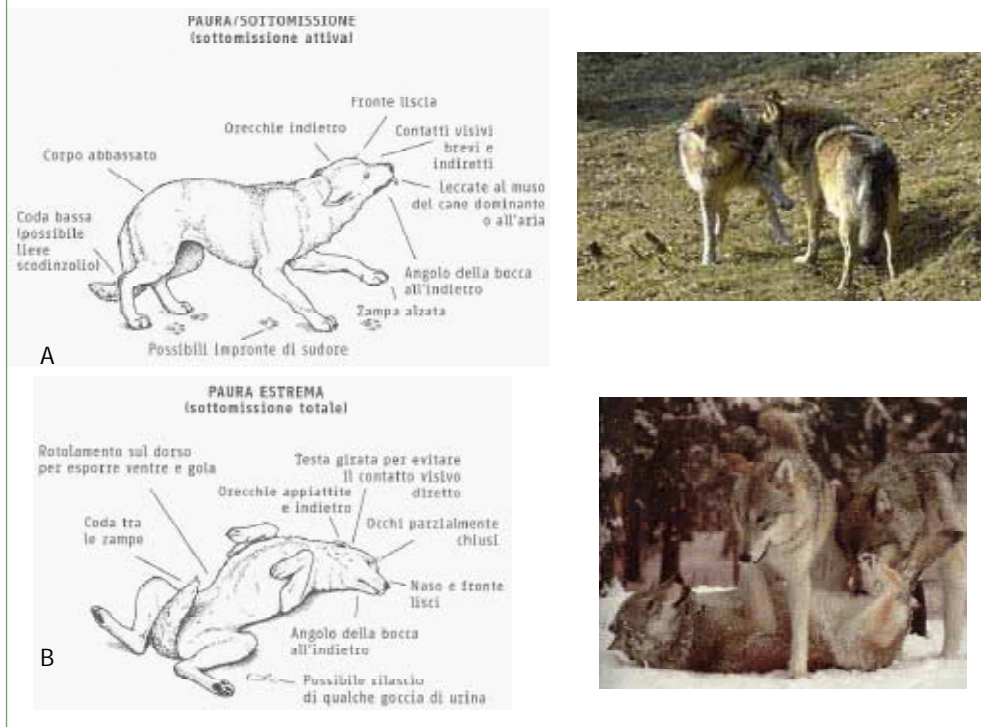 PAURA/SOTTOMISSIONE
(sottomissione attiva)
Fronte liscia
Orecchie indietro
Contatti visivi
brevi e
indiretti
Corpo abbassato
Leccate al muso
del cane dominante
o all'aria
Coda bassa
(possibile
lieve
scodinzolio)
Angolo della bocca
all'indietro
Zampa alzata
Possibili impronte di sudore
A
PAURA ESTREMA
(sottomissione totale)
Rotolamento sul dorso
per esporre ventre e gola
Testa girata per evitare
il contatto visivo
diretto
Orecchie appiattite
e indietro
Occhi parzialmente
chiusi
Coda tra
le zampe
Naso e fronte
lisci
Angolo della bocca
all'indietro
B
Possibile rilascio
di qualche goccia di urina